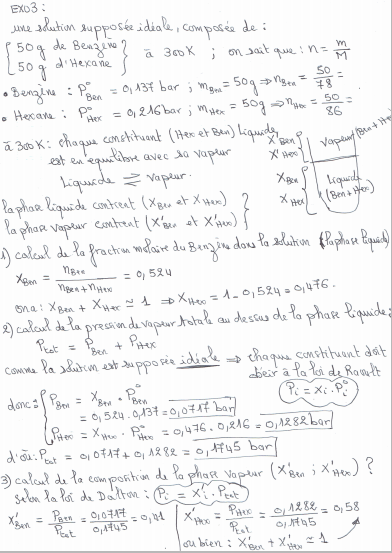 EX03 :
une solution supposée idéale, composée de :
{ 50 g de Benzène
50 g d'Hexane } à 300K ; on sait que : n = m/M
• Benzène : P°Ben = 0,137 bar ; mBen = 50g ⇒ nBen = 50/78 =
• Hexane : P°Hex = 0,216 bar ; mHex = 50g ⇒ nHex = 50/86 =
à 300K : chaque constituant (Hex et Ben) liquide
est en equilibre avec sa vapeur
Liquide ⇌ Vapeur.
X'Ben
X'Hex } Vapeur (Ben + Hex)
XBen
XHex } Liquide (Ben + Hex)
la phase liquide contient (XBen et XHex)
la phase vapeur contient (X'Ben et X'Hex) }
1) calcul de la fraction molaire du Benzène dans la solution (la phase liquide)
XBen = nBen / (nBen + nHex) = 0,524
on a : XBen + XHex ≃ 1 ⇒ XHex = 1 - 0,524 = 0,476.
2) calcul de la pression de vapeur totale au dessus de la phase liquide :
Ptot = PBen + PHex
comme la solution est supposée idéale ⟹ chaque constituant doit
obéir à la loi de Raoult
Pi = xi . Pi°
donc : { PBen = XBen . P°Ben
= 0,524 . 0,137 = 0,0717 bar
PHex = XHex . P°Hex = 0,476 . 0,216 = 0,1282 bar
d'où : Ptot = 0,0717 + 0,1282 = 0,1745 bar
3) calcul de la composition de la phase vapeur (X'Ben ; X'Hex) ?
selon la loi de Dalton : Pi = X'i . Ptot
X'Ben = PBen/Ptot = 0,0717/0,1745 = 0,41
X'Hex = PHex/Ptot = 0,1282/0,1745 = 0,58
ou bien : X'Ben + X'Hex ≃ 1